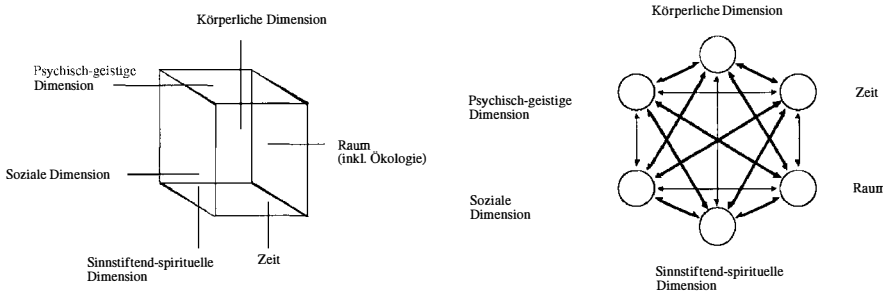 Körperliche Dimension
Psychisch-geistige
Dimension
Raum
(inkl. Ökologie)
Soziale Dimension
Sinnstiftend-spirituelle
Dimension
Zeit
Körperliche Dimension
Psychisch-geistige
Dimension
Zeit
Soziale
Dimension
Raum
Sinnstiftend-spirituelle
Dimension